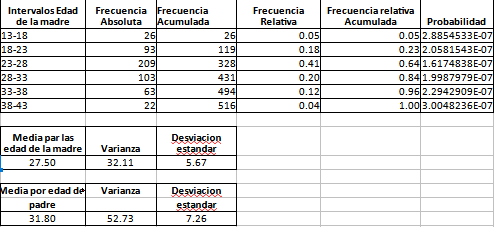 Intervalos Edad de la madre Frecuencia Absoluta Frecuencia Acumulada Frecuencia Relativa Frecuencia relativa Acumulada Probabilidad
13-18 26 26 0.05 0.05 2.8854533E-07
18-23 93 119 0.18 0.23 2.0581543E-07
23-28 209 328 0.41 0.64 1.6174838E-07
28-33 103 431 0.20 0.84 1.9987979E-07
33-38 63 494 0.12 0.96 2.2942909E-07
38-43 22 516 0.04 1.00 3.0048236E-07
Media par las edad de la madre Varianza Desviacion estandar
27.50 32.11 5.67
Media por edad de padre Varianza Desviacion estandar
31.80 52.73 7.26